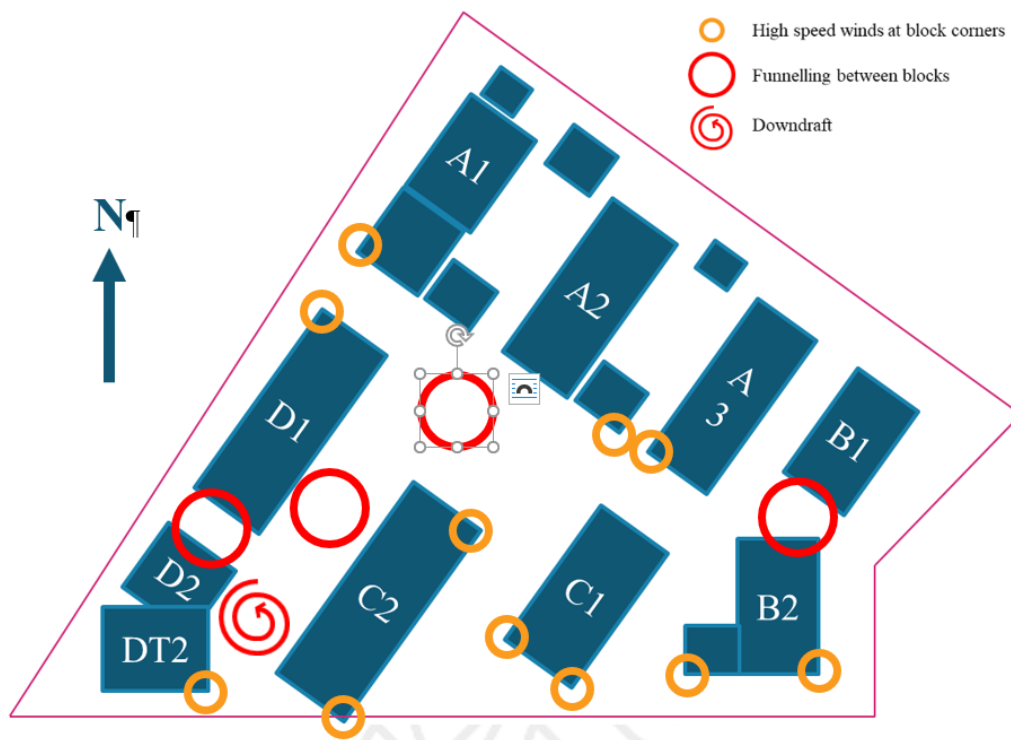 High speed winds at block corners
Funnelling between blocks
Downdraft
N¶
A1
A2
A
3
B1
D1
D2
DT2
C2
C1
B2